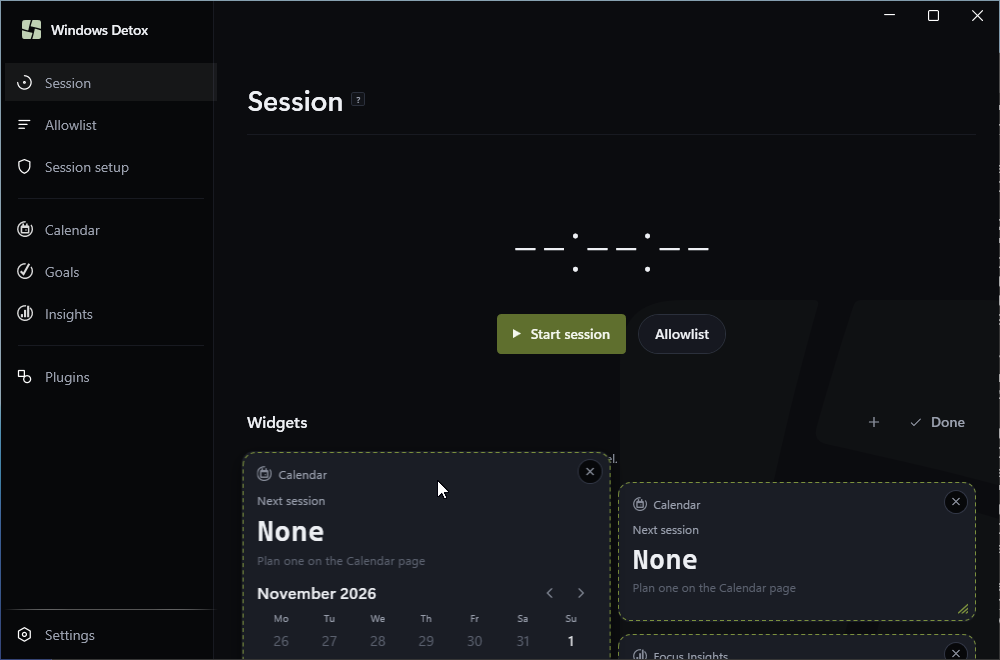 Windows Detox
Session
Allowlist
Session setup
Calendar
Goals
Insights
Plugins
Settings
Session ?
--:--:--
Start session
Allowlist
Widgets
+ Done
el.
Calendar
Next session
None
Plan one on the Calendar page
November 2026
Mo Tu We Th Fr Sa Su
26 27 28 29 30 31 1
Calendar
Next session
None
Plan one on the Calendar page
Focus Insights